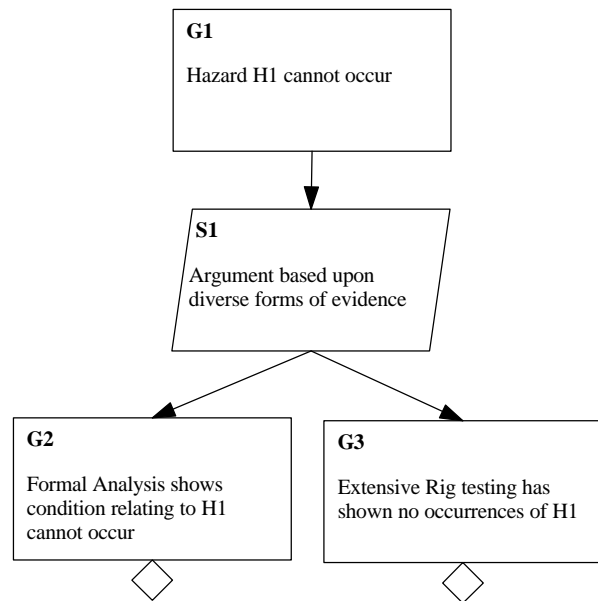 G1
Hazard H1 cannot occur
S1
Argument based upon
diverse forms of evidence
G2
Formal Analysis shows
condition relating to H1
cannot occur
G3
Extensive Rig testing has
shown no occurrences of H1